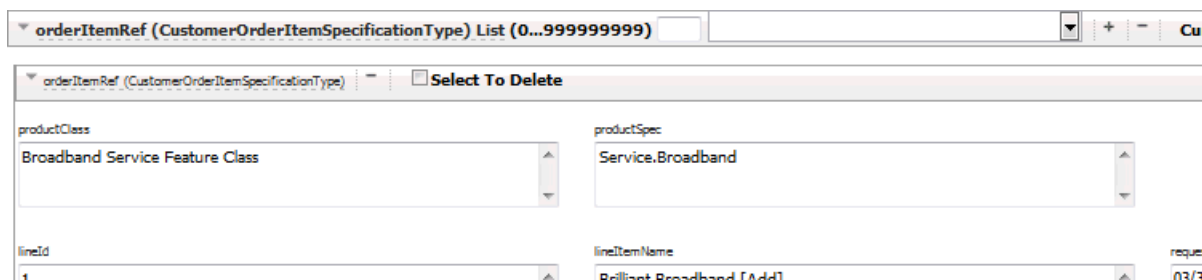 orderItemRef (CustomerOrderItemSpecificationType) List (0...999999999) + −
orderItemRef (CustomerOrderItemSpecificationType) − Select To Delete
productClass productSpec
Broadband Service Feature Class Service.Broadband
lineId lineItemName
1 Brilliant Broadband [Add]